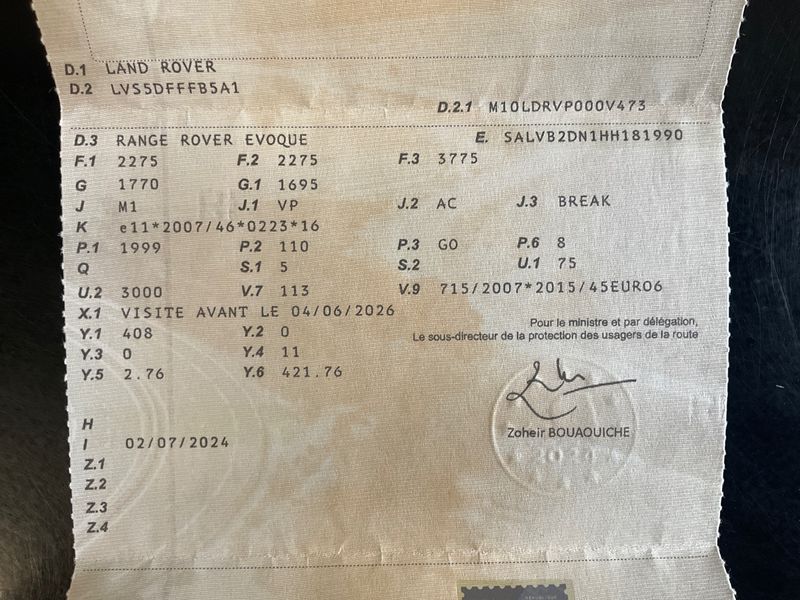 D.1 LAND ROVER
D.2 LVS5DFFFB5A1
D.2.1 M10LDRVP000V473
D.3 RANGE ROVER EVOQUE E. SALVB2DN1HH181990
F.1 2275 F.2 2275 F.3 3775
G 1770 G.1 1695
J M1 J.1 VP J.2 AC J.3 BREAK
K e11*2007/46*0223*16
P.1 1999 P.2 110 P.3 GO P.6 8
Q S.1 5 S.2 U.1 75
U.2 3000 V.7 113 V.9 715/2007*2015/45EURO6
X.1 VISITE AVANT LE 04/06/2026
Y.1 408 Y.2 0
Y.3 0 Y.4 11
Y.5 2.76 Y.6 421.76
Pour le ministre et par délégation,
Le sous-directeur de la protection des usagers de la route
Zoheir BOUAOUICHE
H
I 02/07/2024
Z.1
Z.2
Z.3
Z.4